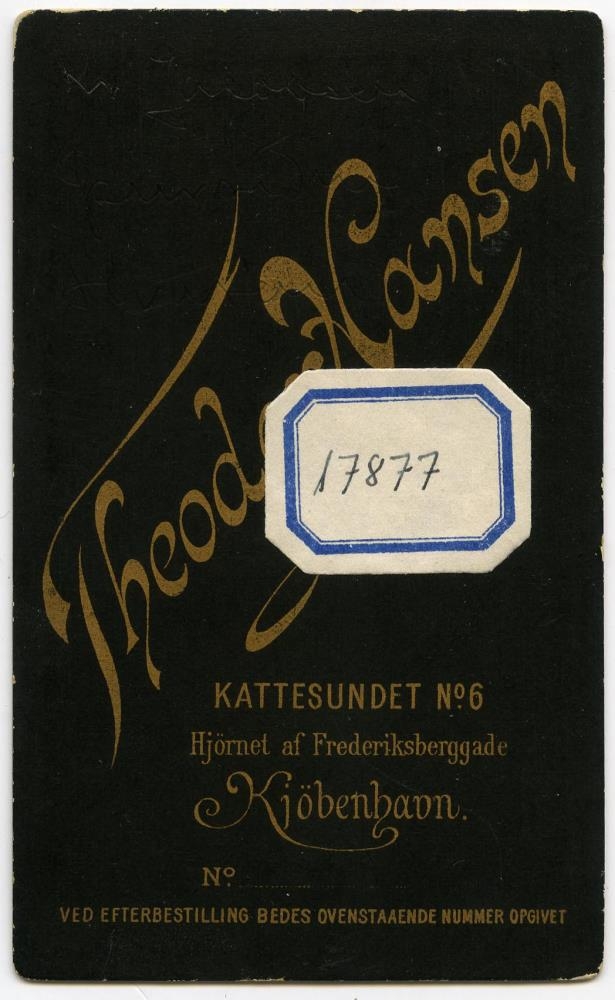 Theod Hansen
17877
KATTESUNDET Nº6
Hjörnet af Frederiksberggade
Kjöbenhavn.
Nº
VED EFTERBESTILLING BEDES OVENSTAAENDE NUMMER OPGIVET